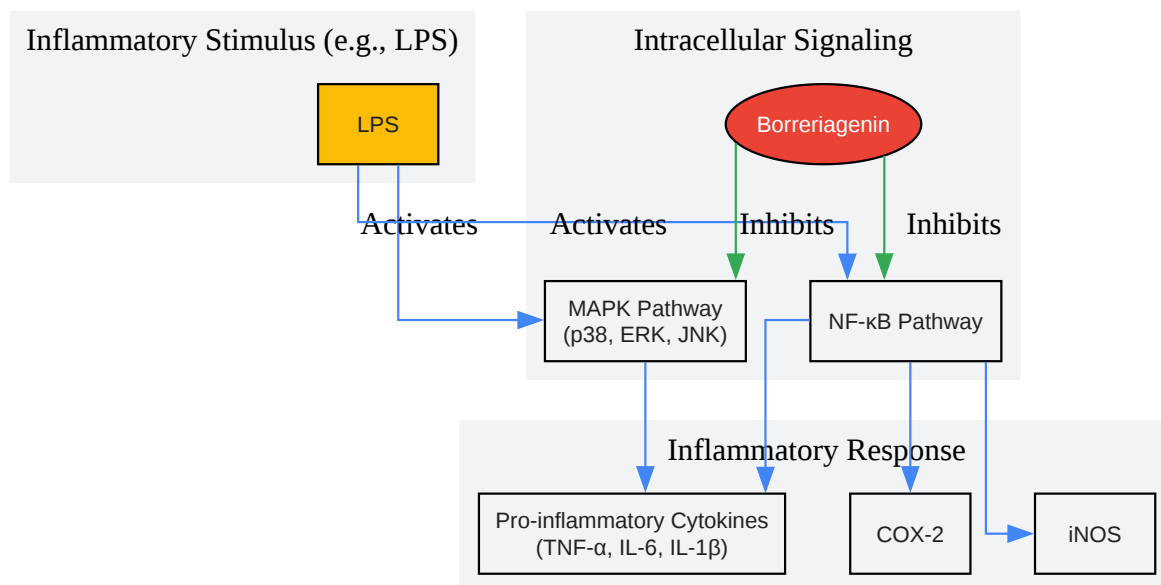 Inflammatory Stimulus (e.g., LPS)
Intracellular Signaling
LPS
Borreriagenin
Activates
Activates
Inhibits
Inhibits
MAPK Pathway
(p38, ERK, JNK)
NF-κB Pathway
Inflammatory Response
Pro-inflammatory Cytokines
(TNF-α, IL-6, IL-1β)
COX-2
iNOS